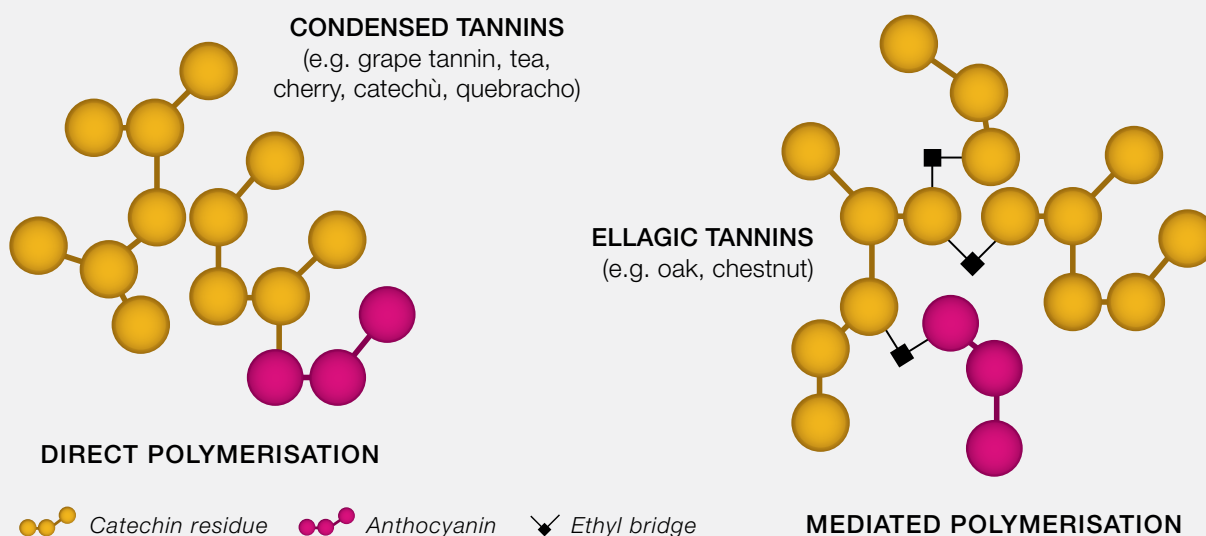 CONDENSED TANNINS
(e.g. grape tannin, tea,
cherry, catechù, quebracho)
ELLAGIC TANNINS
(e.g. oak, chestnut)
DIRECT POLYMERISATION
Catechin residue
Anthocyanin
Ethyl bridge
MEDIATED POLYMERISATION